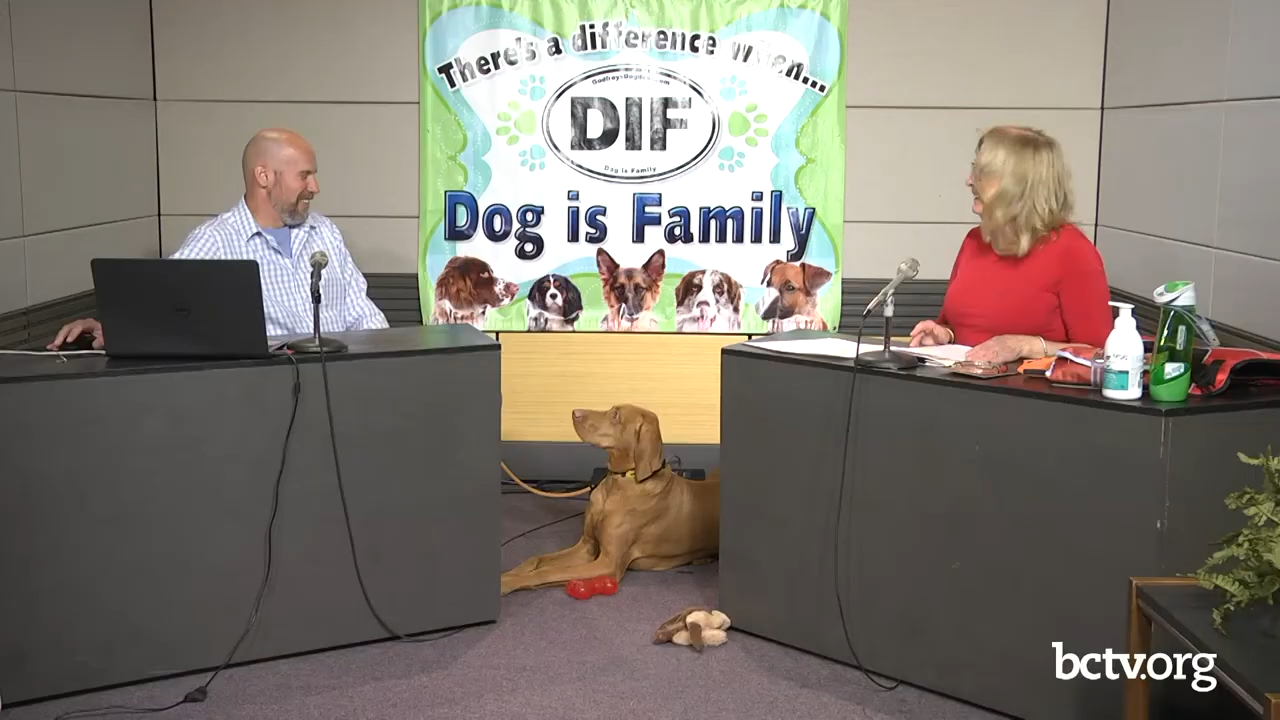 There's a difference when...
DIF
Dog is Family
Dog is Family
bctv.org